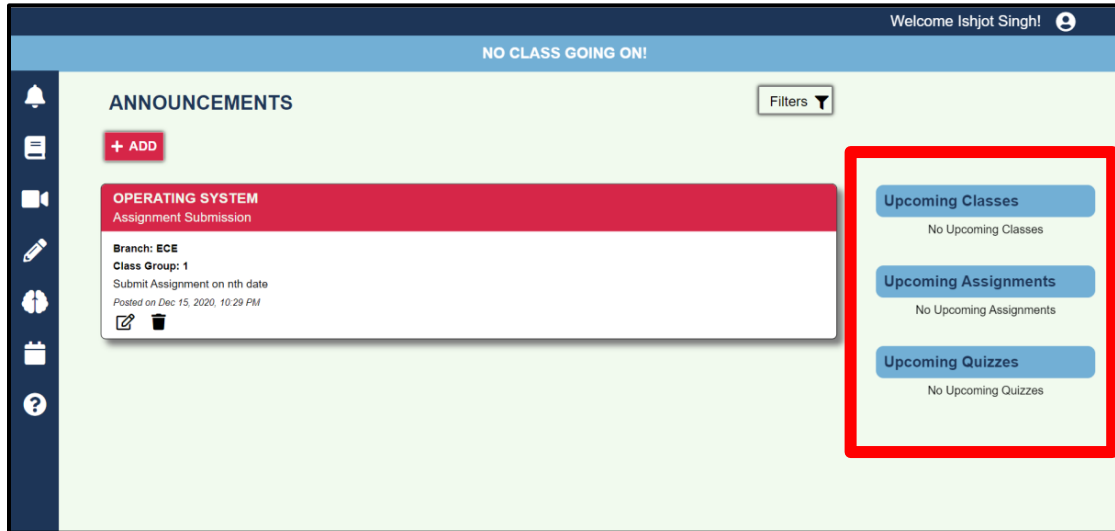 Welcome Ishjot Singh!
NO CLASS GOING ON!
ANNOUNCEMENTS
Filters
+ ADD
OPERATING SYSTEM
Assignment Submission
Branch: ECE
Class Group: 1
Submit Assignment on nth date
Posted on Dec 15, 2020, 10:29 PM
Upcoming Classes
No Upcoming Classes
Upcoming Assignments
No Upcoming Assignments
Upcoming Quizzes
No Upcoming Quizzes